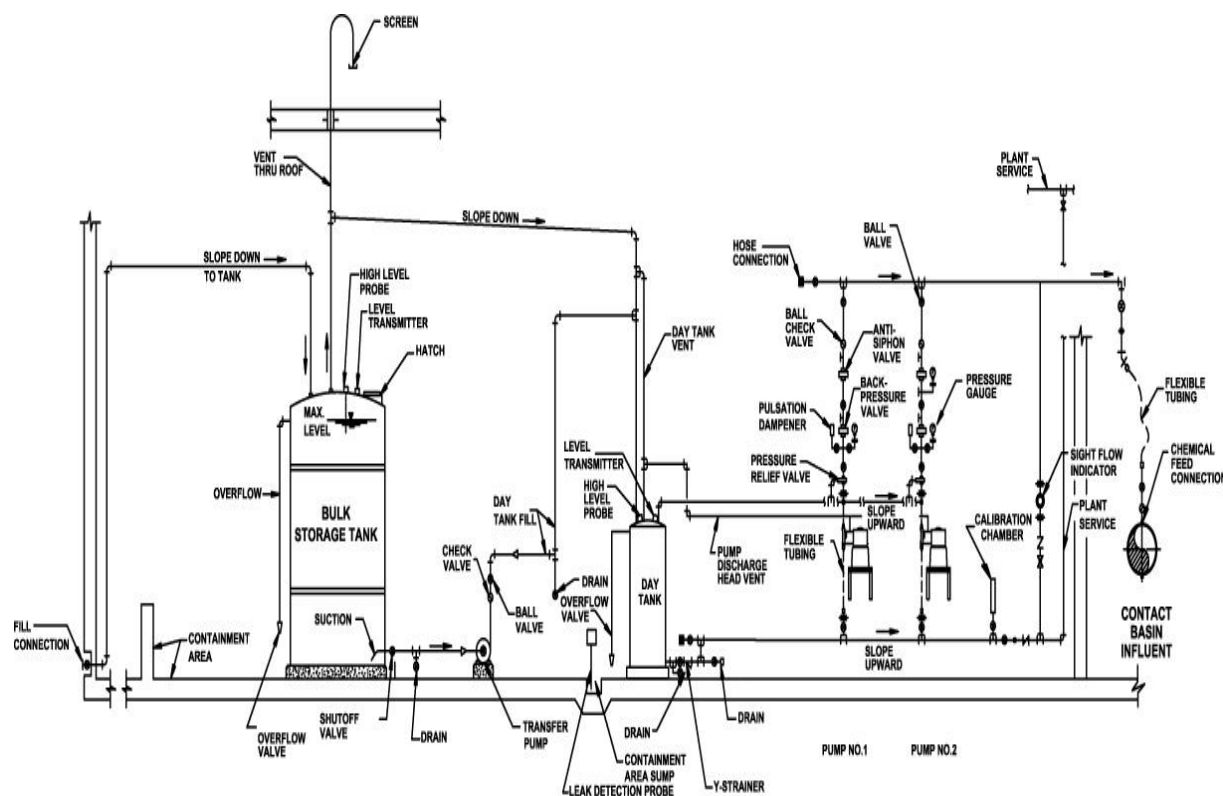 SCREEN
VENT
THRU ROOF
SLOPE DOWN
SLOPE DOWN
TO TANK
HIGH LEVEL
PROBE
LEVEL
TRANSMITTER
HATCH
MAX.
LEVEL
OVERFLOW
BULK
STORAGE TANK
FILL
CONNECTION
CONTAINMENT
AREA
SUCTION
OVERFLOW
VALVE
SHUTOFF
VALVE
DRAIN
CHECK
VALVE
DAY
TANK FILL
BALL
VALVE
TRANSFER
PUMP
DRAIN
OVERFLOW
VALVE
LEAK DETECTION PROBE
CONTAINMENT
AREA SUMP
DAY TANK
VENT
LEVEL
TRANSMITTER
HIGH
LEVEL
PROBE
DAY
TANK
DRAIN
Y-STRAINER
DRAIN
PUMP
DISCHARGE
HEAD VENT
HOSE
CONNECTION
BALL
CHECK
VALVE
BALL
VALVE
ANTI-
SIPHON
VALVE
BACK-
PRESSURE
VALVE
PULSATION
DAMPENER
PRESSURE
RELIEF VALVE
PRESSURE
GAUGE
SLOPE
UPWARD
FLEXIBLE
TUBING
SLOPE
UPWARD
CALIBRATION
CHAMBER
SIGHT FLOW
INDICATOR
PLANT
SERVICE
PLANT
SERVICE
FLEXIBLE
TUBING
CHEMICAL
FEED
CONNECTION
CONTACT
BASIN
INFLUENT
PUMP NO.1
PUMP NO.2